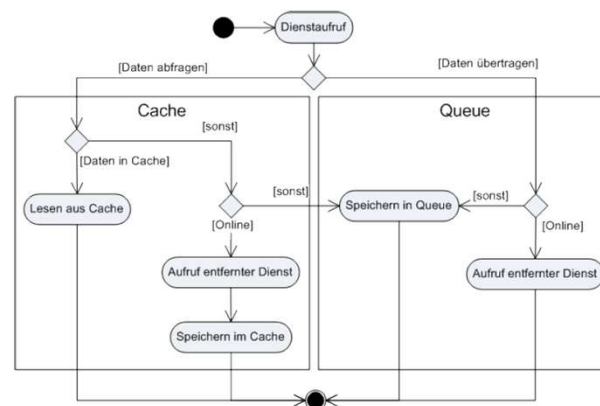 Dienstaufruf
[Daten abfragen]
[Daten übertragen]
Cache
Queue
[sonst]
[Daten in Cache]
Lesen aus Cache
[sonst]
Speichern in Queue
[sonst]
[Online]
[Online]
Aufruf entfernter Dienst
Aufruf entfernter Dienst
Speichern im Cache